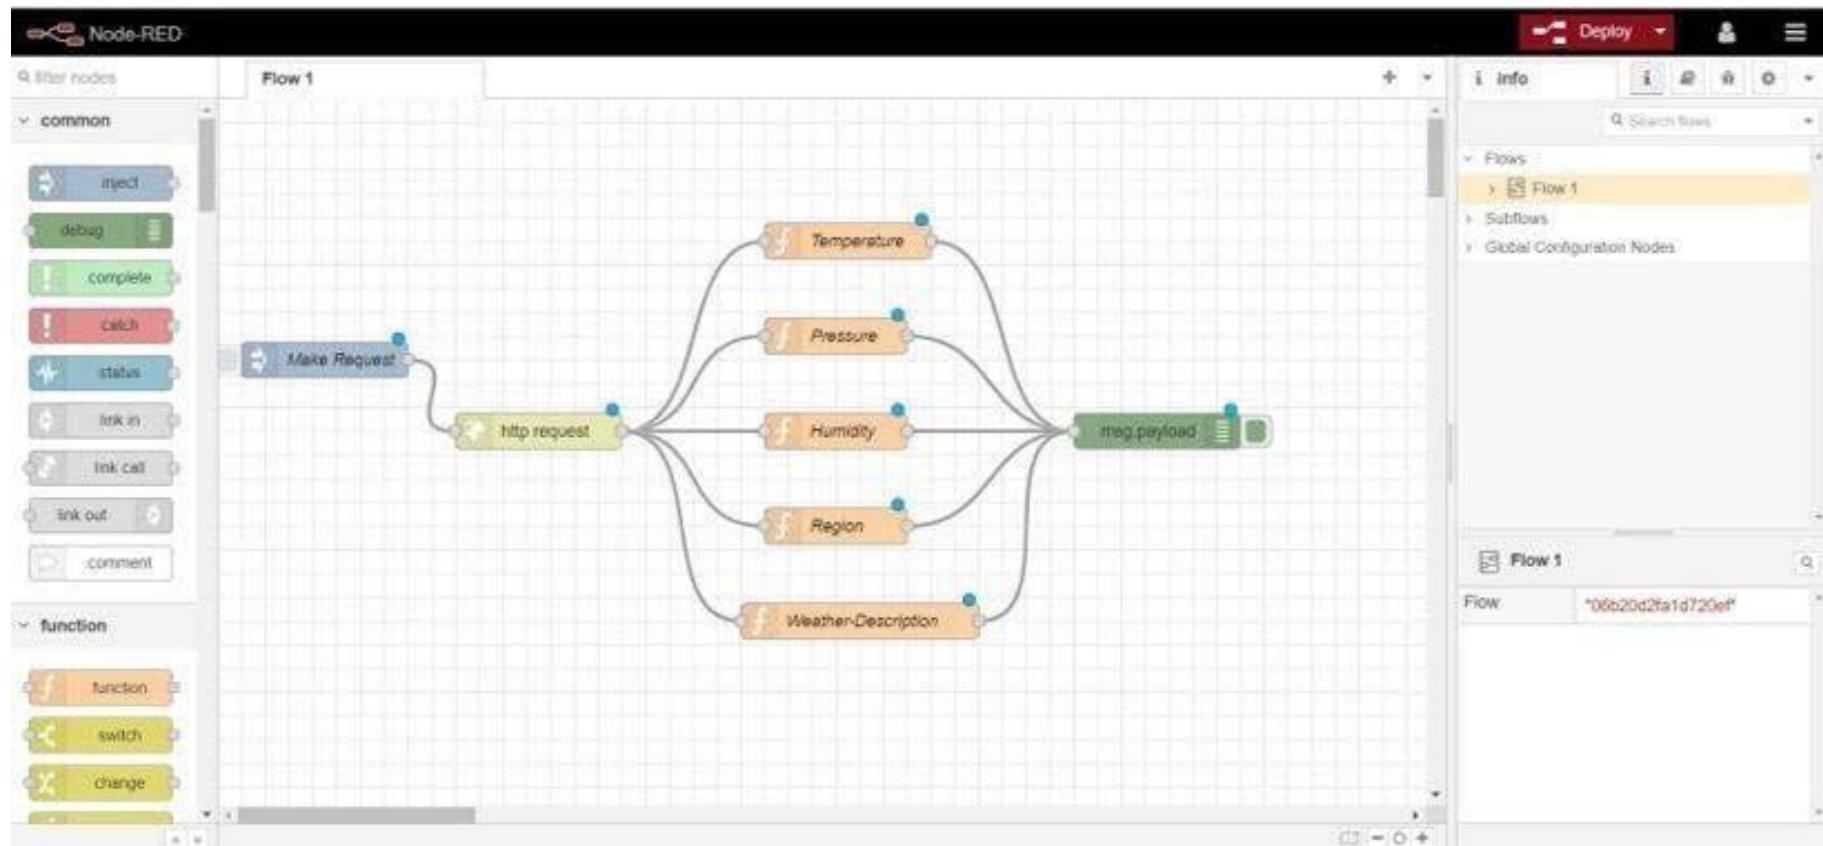 Node-RED
Deploy
filter nodes
Flow 1
info
common
Search flows
inject
Flows
Flow 1
debug
Subflows
Temperature
Global Configuration Nodes
complete
catch
Pressure
Make Request
status
link in
http request
Humidity
msg.payload
link call
link out
Region
comment
Flow 1
Flow
"06b20d2fa1d720ef"
function
Weather-Description
function
switch
change